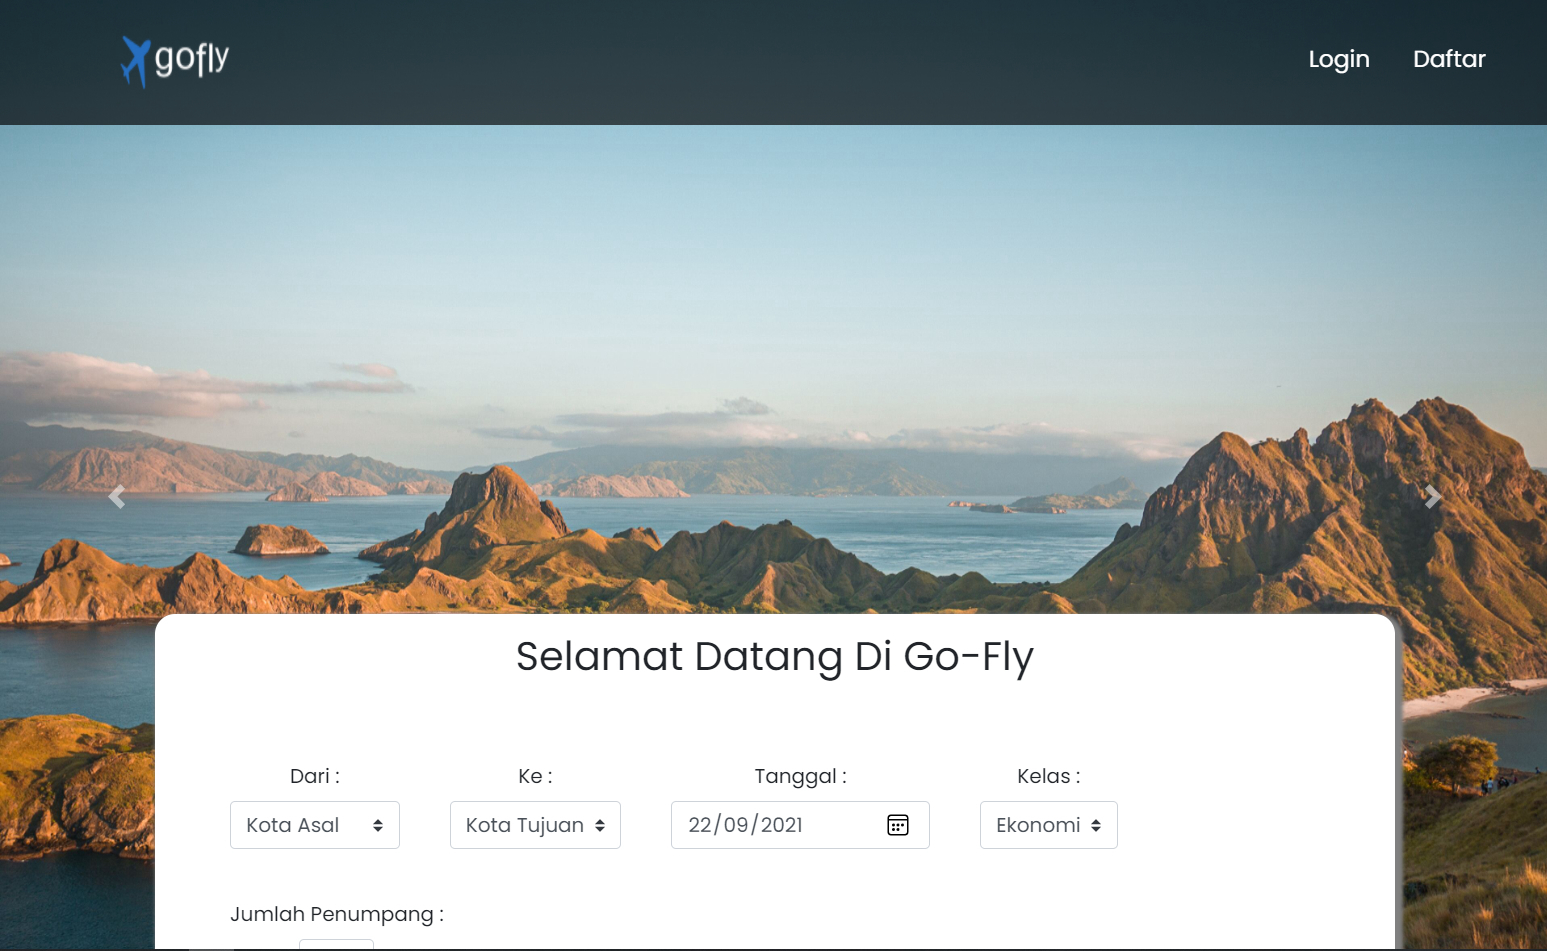 gofly
Login Daftar
Selamat Datang Di Go-Fly
Dari : Ke : Tanggal : Kelas :
Kota Asal Kota Tujuan 22/09/2021 Ekonomi
Jumlah Penumpang :